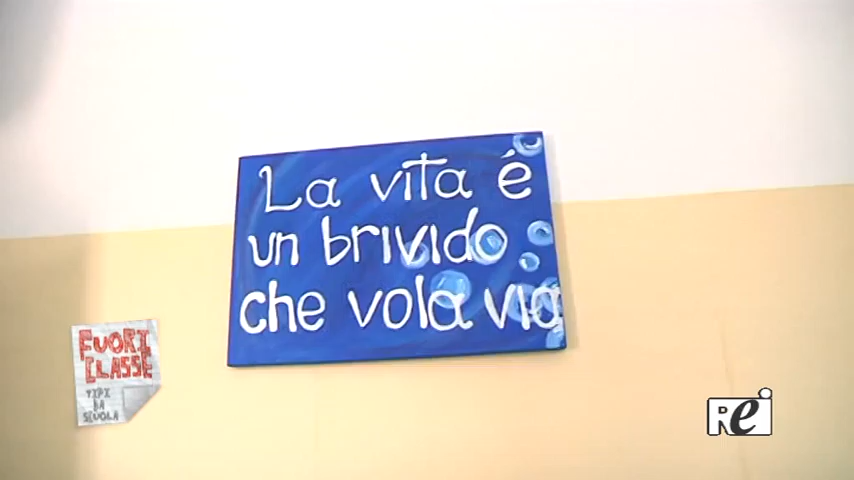 La vita é
un brivido
che vola via
FUORI
CLASSE
TIPI
DA
SCUOLA
Rei